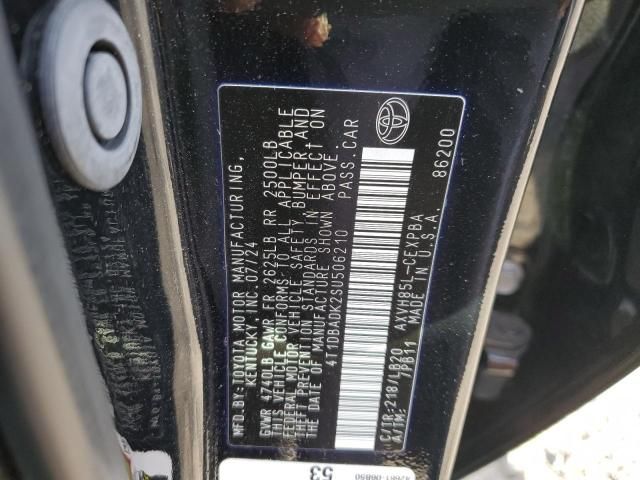 MFD.BY:TOYOTA MOTOR MANUFACTURING,
KENTUCKY, INC. 07/24
GVWR 4740LB GAWR FR 2625LB RR 2500LB
THIS VEHICLE CONFORMS TO ALL APPLICABLE
FEDERAL MOTOR VEHICLE SAFETY, BUMPER, AND
THEFT PREVENTION STANDARDS IN EFFECT ON
THE DATE OF MANUFACTURE SHOWN ABOVE.
4T1DBADK2SU506210 PASS.CAR
C/TR:218/LB20 AXVH85L-CEXPBA
A/TM: /PB11 MADE IN U.S.A. 86200
42661-06B50
53